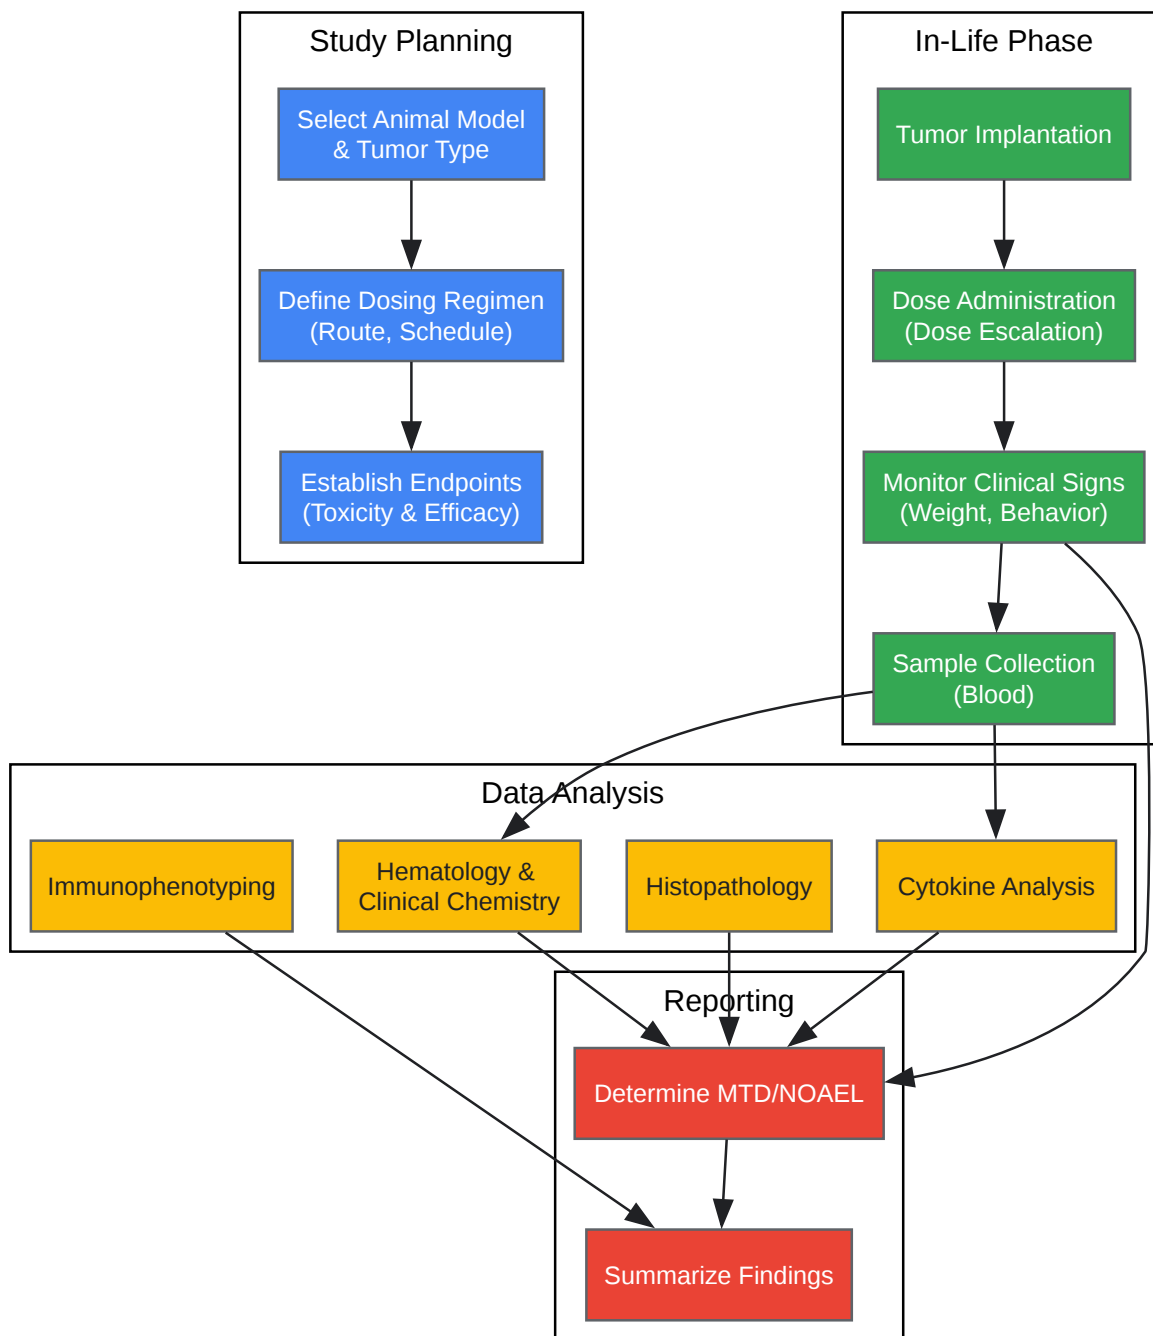 Study Planning
Select Animal Model
& Tumor Type
Define Dosing Regimen
(Route, Schedule)
Establish Endpoints
(Toxicity & Efficacy)
In-Life Phase
Tumor Implantation
Dose Administration
(Dose Escalation)
Monitor Clinical Signs
(Weight, Behavior)
Sample Collection
(Blood)
Data Analysis
Immunophenotyping
Hematology &
Clinical Chemistry
Histopathology
Cytokine Analysis
Reporting
Determine MTD/NOAEL
Summarize Findings